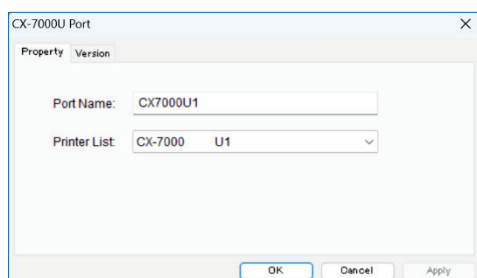 CX-7000U Port
Property Version
Port Name: CX7000U1
Printer List: CX-7000 U1
OK Cancel Apply